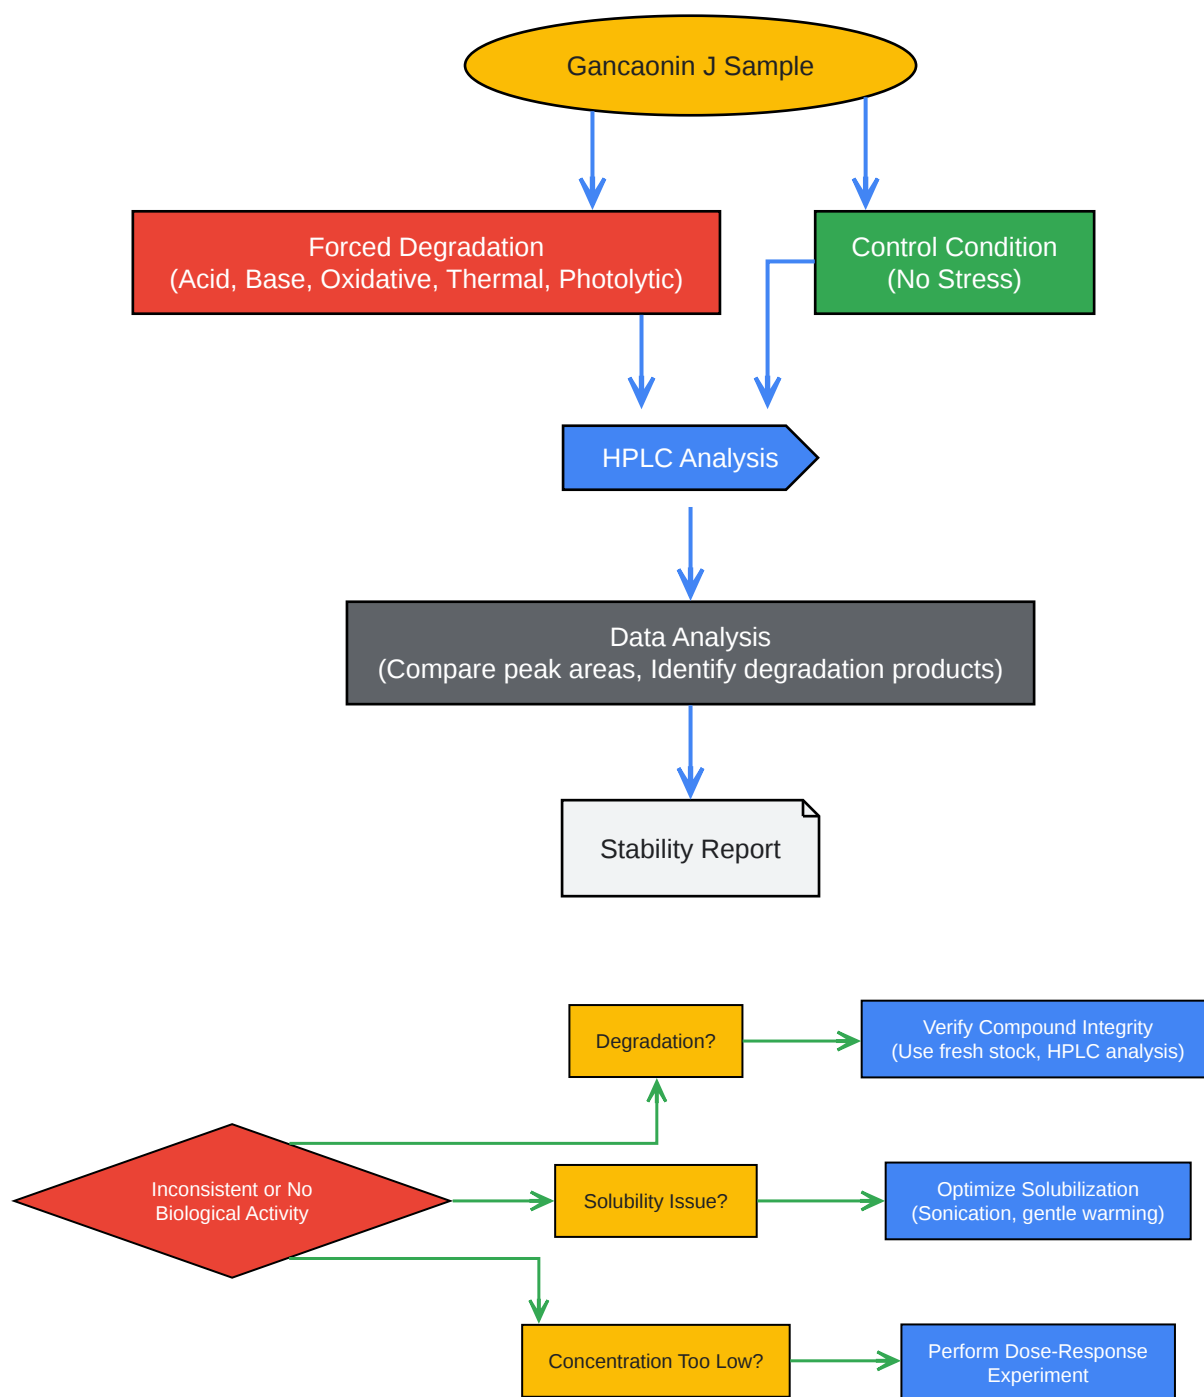 Gancaonin J Sample
Forced Degradation
(Acid, Base, Oxidative, Thermal, Photolytic)
Control Condition
(No Stress)
HPLC Analysis
Data Analysis
(Compare peak areas, Identify degradation products)
Stability Report
Degradation?
Verify Compound Integrity
(Use fresh stock, HPLC analysis)
Inconsistent or No
Biological Activity
Solubility Issue?
Optimize Solubilization
(Sonication, gentle warming)
Concentration Too Low?
Perform Dose-Response
Experiment